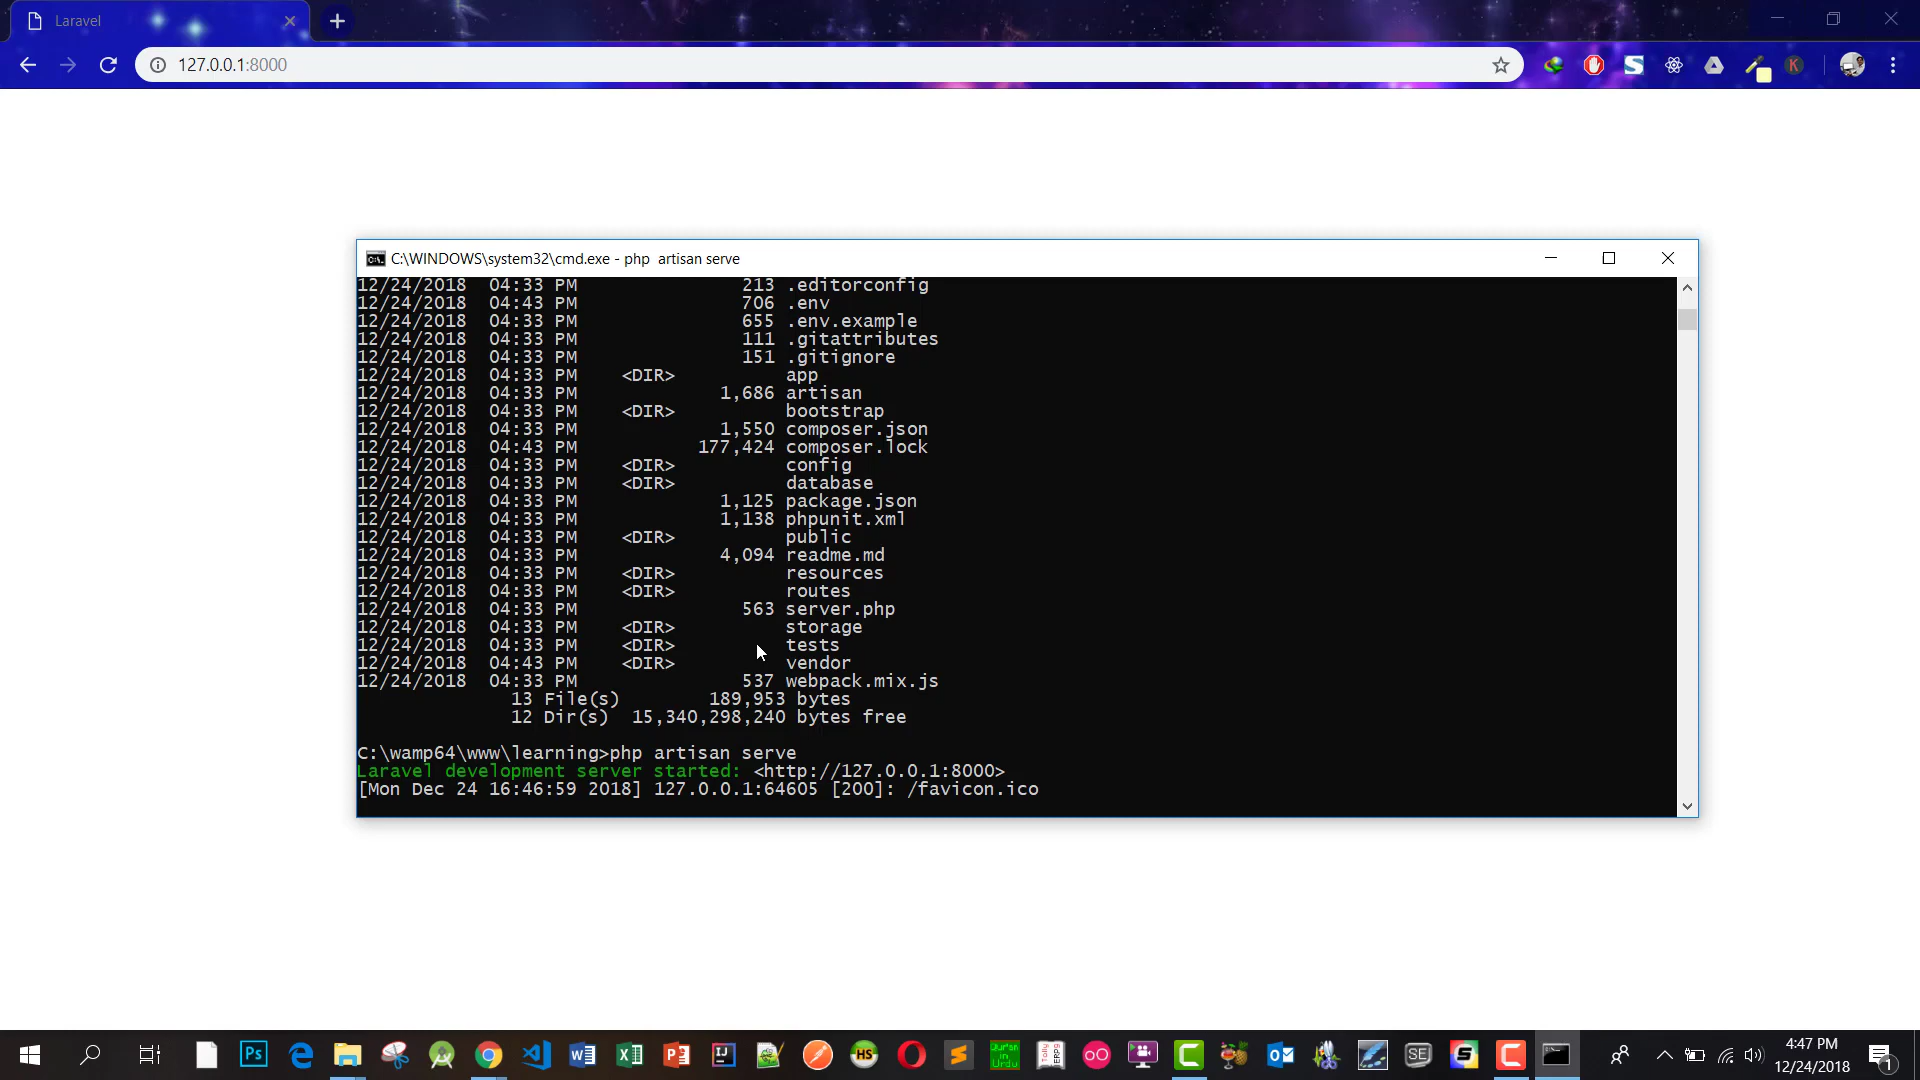 Laravel
127.0.0.1:8000
C:\WINDOWS\system32\cmd.exe - php  artisan serve
12/24/2018  04:33 PM               213 .editorconfig
12/24/2018  04:43 PM               706 .env
12/24/2018  04:33 PM               655 .env.example
12/24/2018  04:33 PM               111 .gitattributes
12/24/2018  04:33 PM               151 .gitignore
12/24/2018  04:33 PM    <DIR>          app
12/24/2018  04:33 PM             1,686 artisan
12/24/2018  04:33 PM    <DIR>          bootstrap
12/24/2018  04:33 PM             1,550 composer.json
12/24/2018  04:43 PM           177,424 composer.lock
12/24/2018  04:33 PM    <DIR>          config
12/24/2018  04:33 PM    <DIR>          database
12/24/2018  04:33 PM             1,125 package.json
12/24/2018  04:33 PM             1,138 phpunit.xml
12/24/2018  04:33 PM    <DIR>          public
12/24/2018  04:33 PM             4,094 readme.md
12/24/2018  04:33 PM    <DIR>          resources
12/24/2018  04:33 PM    <DIR>          routes
12/24/2018  04:33 PM               563 server.php
12/24/2018  04:33 PM    <DIR>          storage
12/24/2018  04:33 PM    <DIR>          tests
12/24/2018  04:43 PM    <DIR>          vendor
12/24/2018  04:33 PM               537 webpack.mix.js
13 File(s)        189,953 bytes
12 Dir(s)  15,340,298,240 bytes free
C:\wamp64\www\learning>php artisan serve
Laravel development server started: <http://127.0.0.1:8000>
[Mon Dec 24 16:46:59 2018] 127.0.0.1:64605 [200]: /favicon.ico
4:47 PM
12/24/2018
1